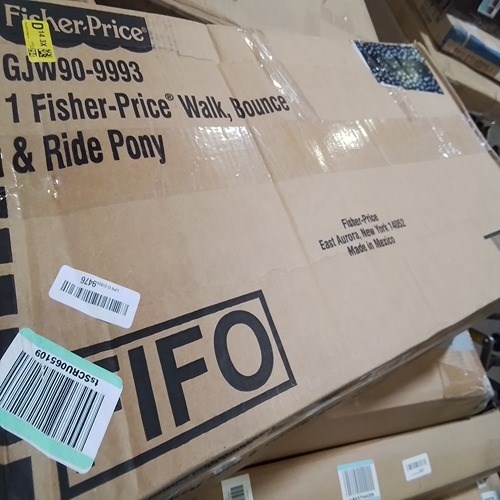 Fisher-Price®
GJW90-9993
1 Fisher-Price® Walk, Bounce
& Ride Pony
Fisher-Price
East Aurora, New York 14052
Made in Mexico
FIFO
tsSCRU065109